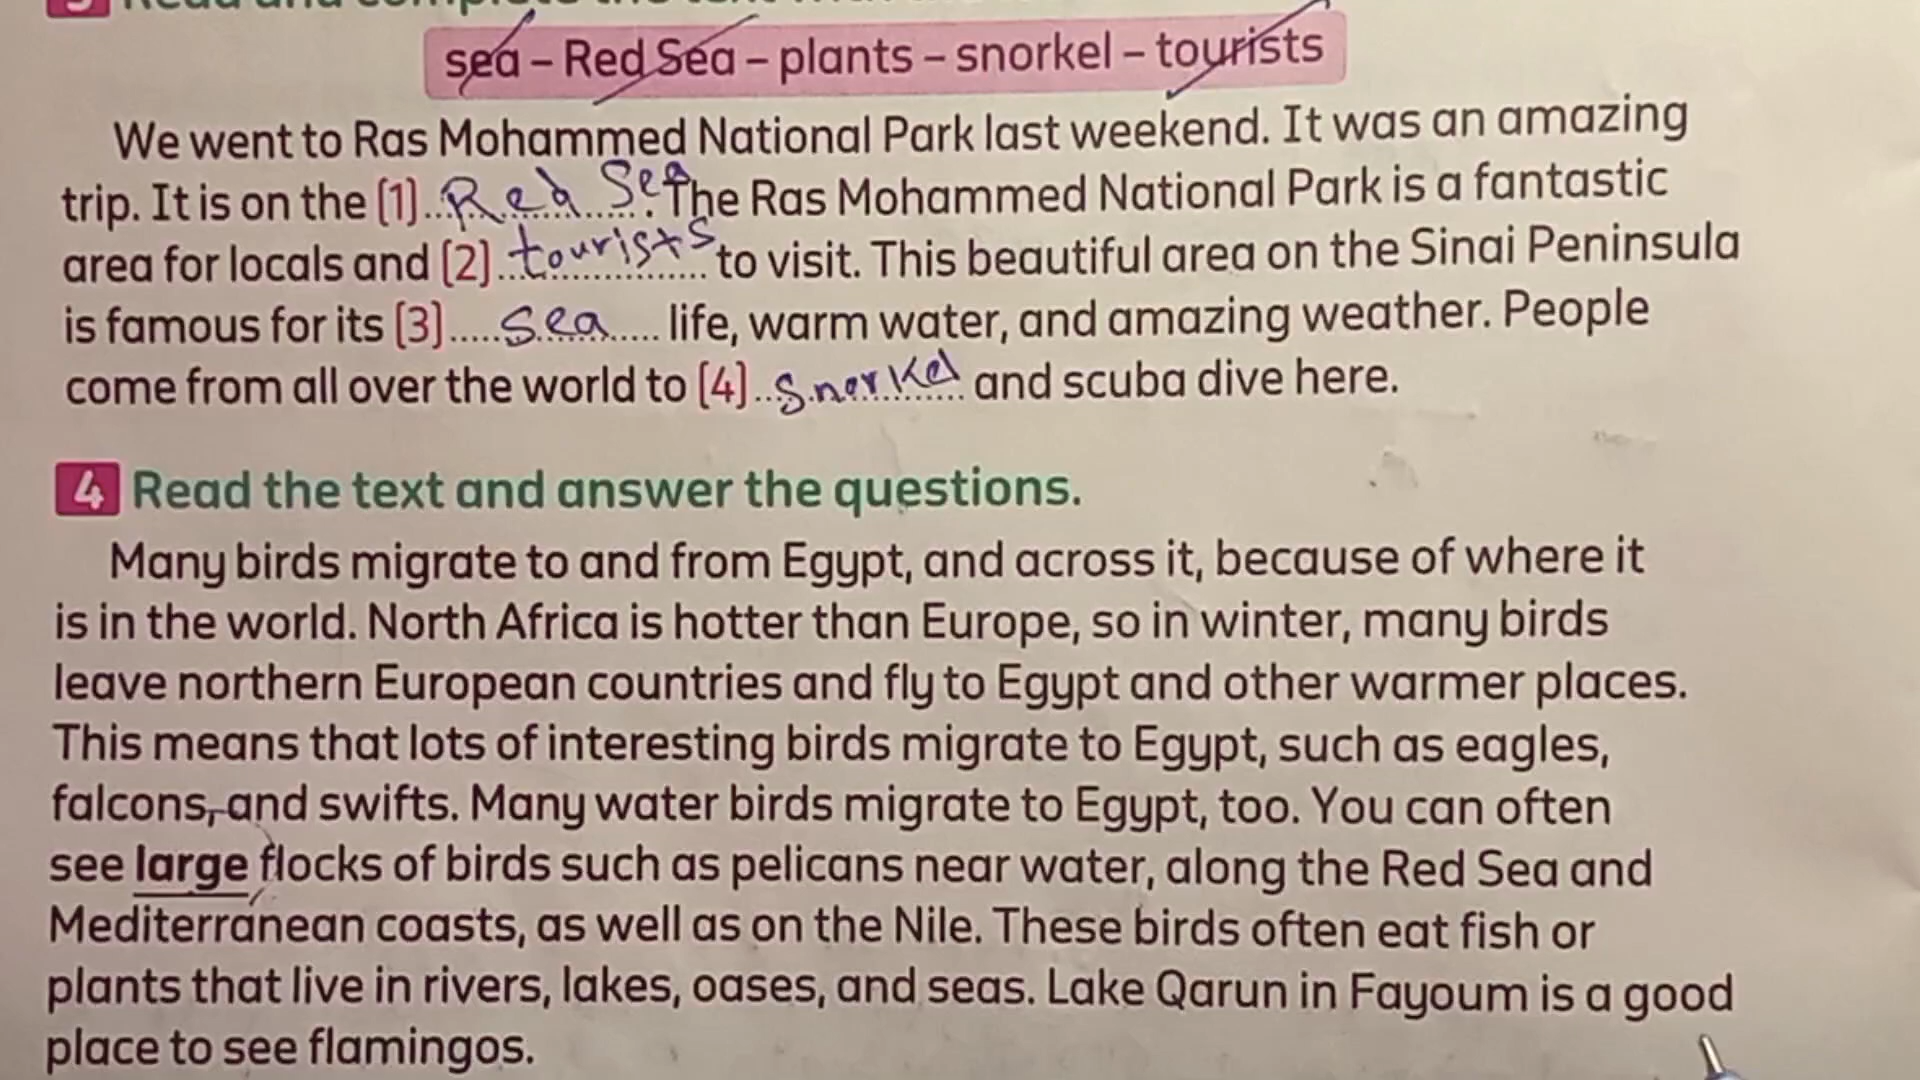 3 Read and complete the text with
sea – Red Sea – plants – snorkel – tourists
We went to Ras Mohammed National Park last weekend. It was an amazing
trip. It is on the [1] Red Sea. The Ras Mohammed National Park is a fantastic
area for locals and [2] tourists to visit. This beautiful area on the Sinai Peninsula
is famous for its [3] sea life, warm water, and amazing weather. People
come from all over the world to [4] Snorkel and scuba dive here.
4 Read the text and answer the questions.
Many birds migrate to and from Egypt, and across it, because of where it
is in the world. North Africa is hotter than Europe, so in winter, many birds
leave northern European countries and fly to Egypt and other warmer places.
This means that lots of interesting birds migrate to Egypt, such as eagles,
falcons, and swifts. Many water birds migrate to Egypt, too. You can often
see large flocks of birds such as pelicans near water, along the Red Sea and
Mediterranean coasts, as well as on the Nile. These birds often eat fish or
plants that live in rivers, lakes, oases, and seas. Lake Qarun in Fayoum is a good
place to see flamingos.